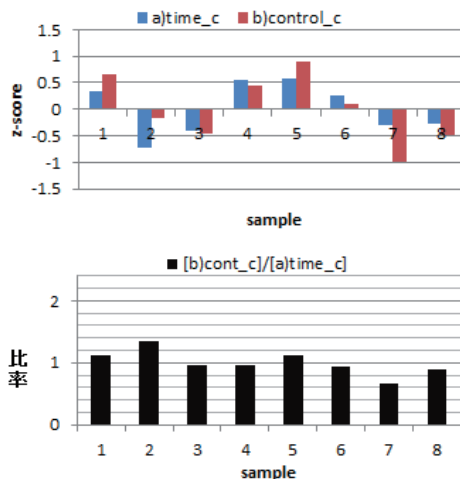 a)time_c b)control_c
1.5
1
0.5
0
-0.5
-1
-1.5
z-score
1 2 3 4 5 6 7 8
sample
[b)cont_c]/[a)time_c]
2
1
0
比率
1 2 3 4 5 6 7 8
sample